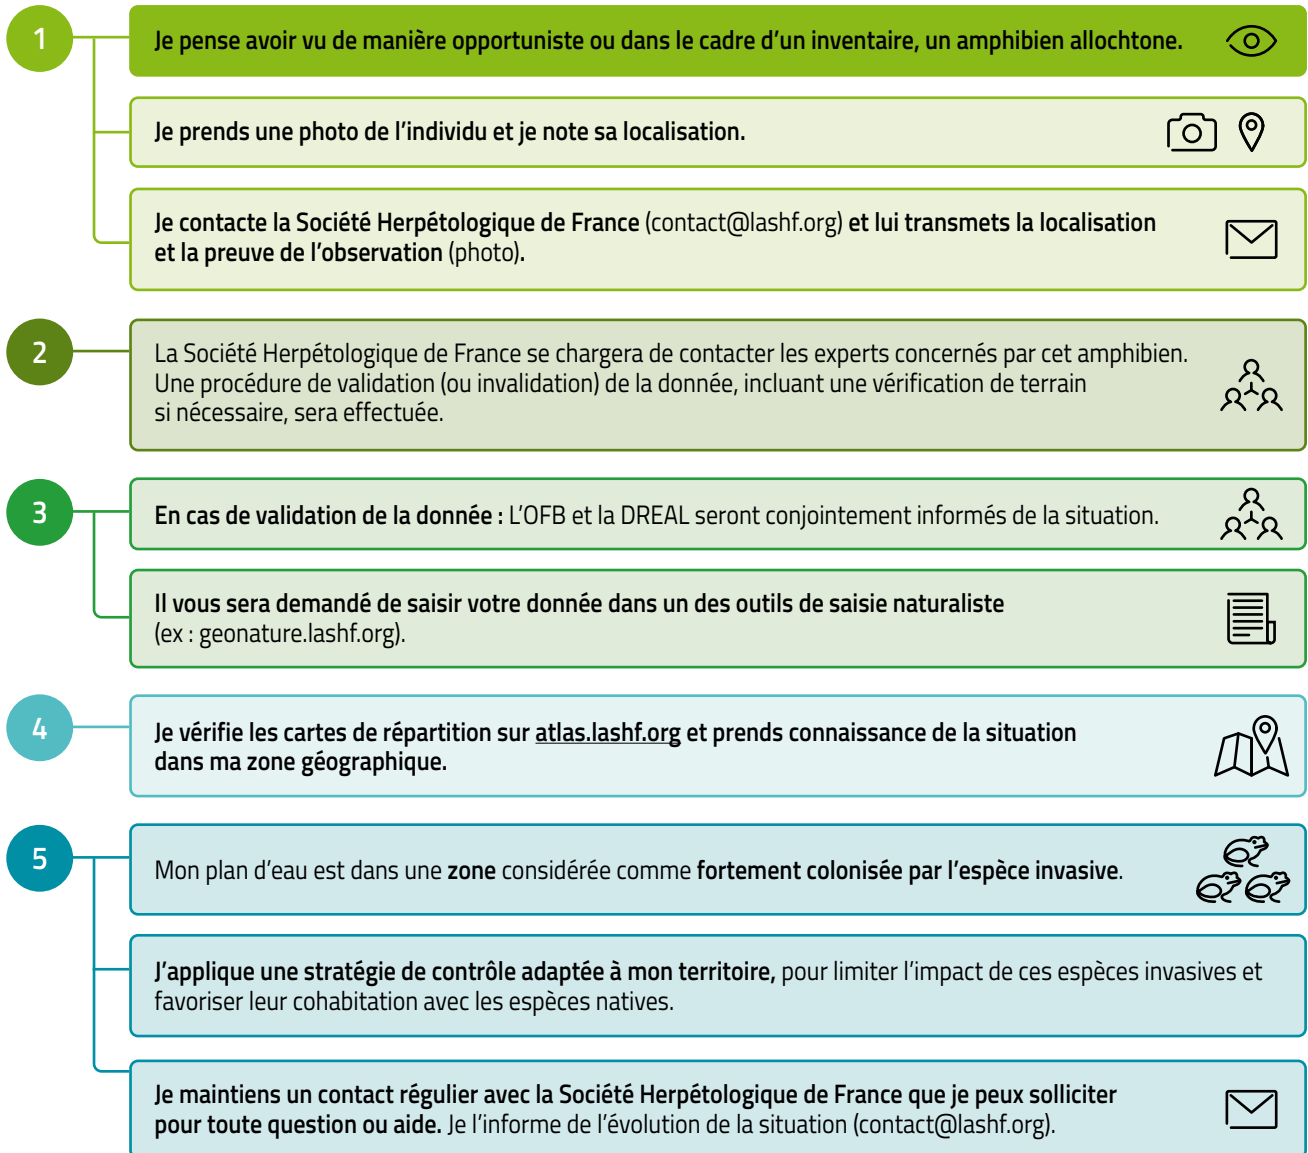 1
Je pense avoir vu de manière opportuniste ou dans le cadre d’un inventaire, un amphibien allochtone.
Je prends une photo de l’individu et je note sa localisation.
Je contacte la Société Herpétologique de France (contact@lashf.org) et lui transmets la localisation
et la preuve de l’observation (photo).
2
La Société Herpétologique de France se chargera de contacter les experts concernés par cet amphibien.
Une procédure de validation (ou invalidation) de la donnée, incluant une vérification de terrain
si nécessaire, sera effectuée.
3
En cas de validation de la donnée : L’OFB et la DREAL seront conjointement informés de la situation.
Il vous sera demandé de saisir votre donnée dans un des outils de saisie naturaliste
(ex : geonature.lashf.org).
4
Je vérifie les cartes de répartition sur atlas.lashf.org et prends connaissance de la situation
dans ma zone géographique.
5
Mon plan d’eau est dans une zone considérée comme fortement colonisée par l’espèce invasive.
J’applique une stratégie de contrôle adaptée à mon territoire, pour limiter l’impact de ces espèces invasives et
favoriser leur cohabitation avec les espèces natives.
Je maintiens un contact régulier avec la Société Herpétologique de France que je peux solliciter
pour toute question ou aide. Je l’informe de l’évolution de la situation (contact@lashf.org).